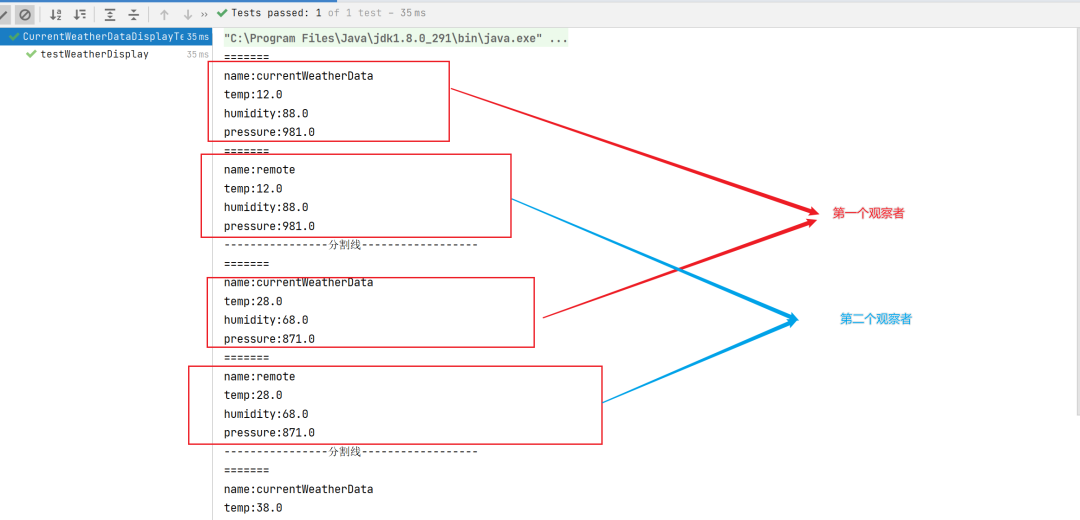 Tests passed: 1 of 1 test – 35 ms
CurrentWeatherDataDisplayTe 35 ms
testWeatherDisplay 35 ms
"C:\Program Files\Java\jdk1.8.0_291\bin\java.exe" ...
=======
name:currentWeatherData
temp:12.0
humidity:88.0
pressure:981.0
=======
name:remote
temp:12.0
humidity:88.0
pressure:981.0
----------------分割线------------------
=======
name:currentWeatherData
temp:28.0
humidity:68.0
pressure:871.0
=======
name:remote
temp:28.0
humidity:68.0
pressure:871.0
----------------分割线------------------
=======
name:currentWeatherData
temp:38.0
第一个观察者
第二个观察者